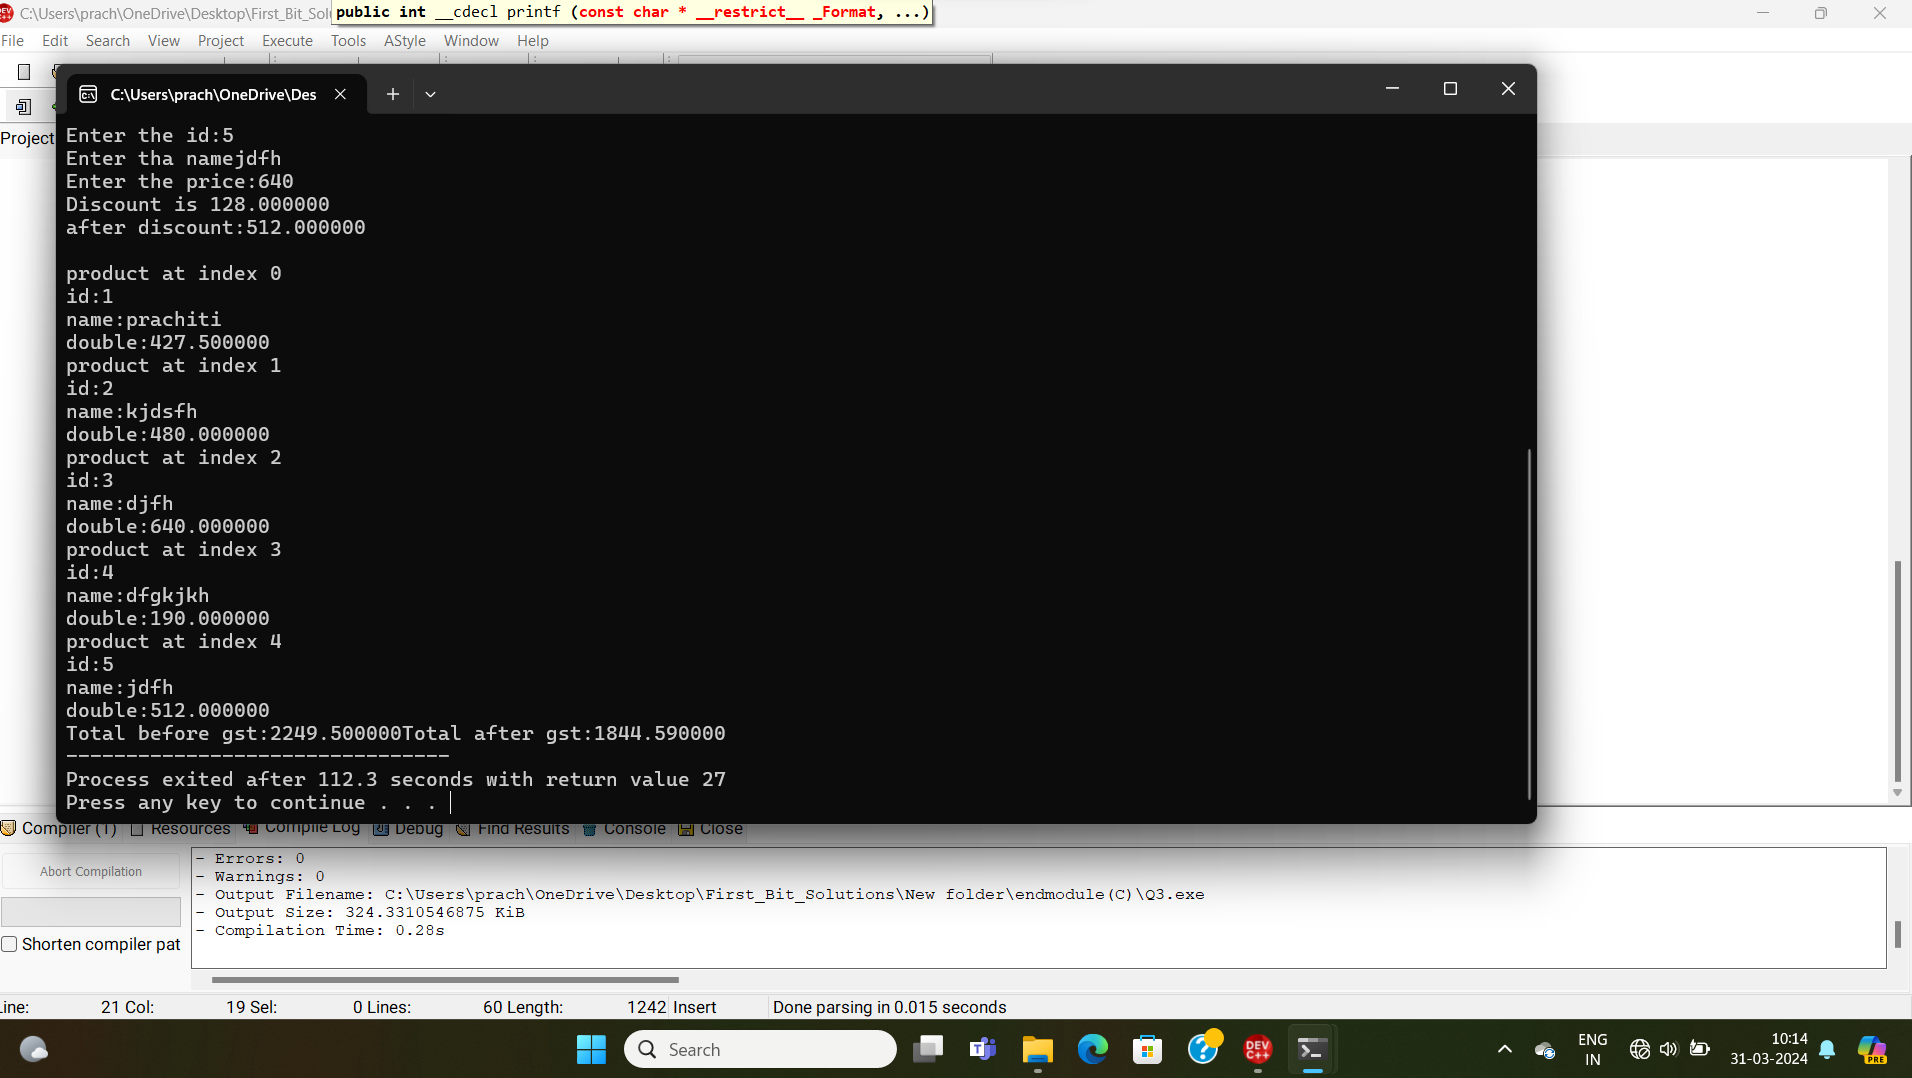 C:\Users\prach\OneDrive\Desktop\First_Bit_Solu
public int __cdecl printf (const char * __restrict__ _Format, ...)
File Edit Search View Project Execute Tools AStyle Window Help
C:\Users\prach\OneDrive\Des
Project
Enter the id:5
Enter tha namejdfh
Enter the price:640
Discount is 128.000000
after discount:512.000000
product at index 0
id:1
name:prachiti
double:427.500000
product at index 1
id:2
name:kjdsfh
double:480.000000
product at index 2
id:3
name:djfh
double:640.000000
product at index 3
id:4
name:dfgkjkh
double:190.000000
product at index 4
id:5
name:jdfh
double:512.000000
Total before gst:2249.500000Total after gst:1844.590000
--------------------------------
Process exited after 112.3 seconds with return value 27
Press any key to continue . . .
Compiler (1) Resources Compile Log Debug Find Results Console Close
Abort Compilation
Shorten compiler pat
- Errors: 0
- Warnings: 0
- Output Filename: C:\Users\prach\OneDrive\Desktop\First_Bit_Solutions\New folder\endmodule(C)\Q3.exe
- Output Size: 324.3310546875 KiB
- Compilation Time: 0.28s
ine: 21 Col: 19 Sel: 0 Lines: 60 Length: 1242 Insert Done parsing in 0.015 seconds
Search
DEV C++
ENG
IN
10:14
31-03-2024
PRE